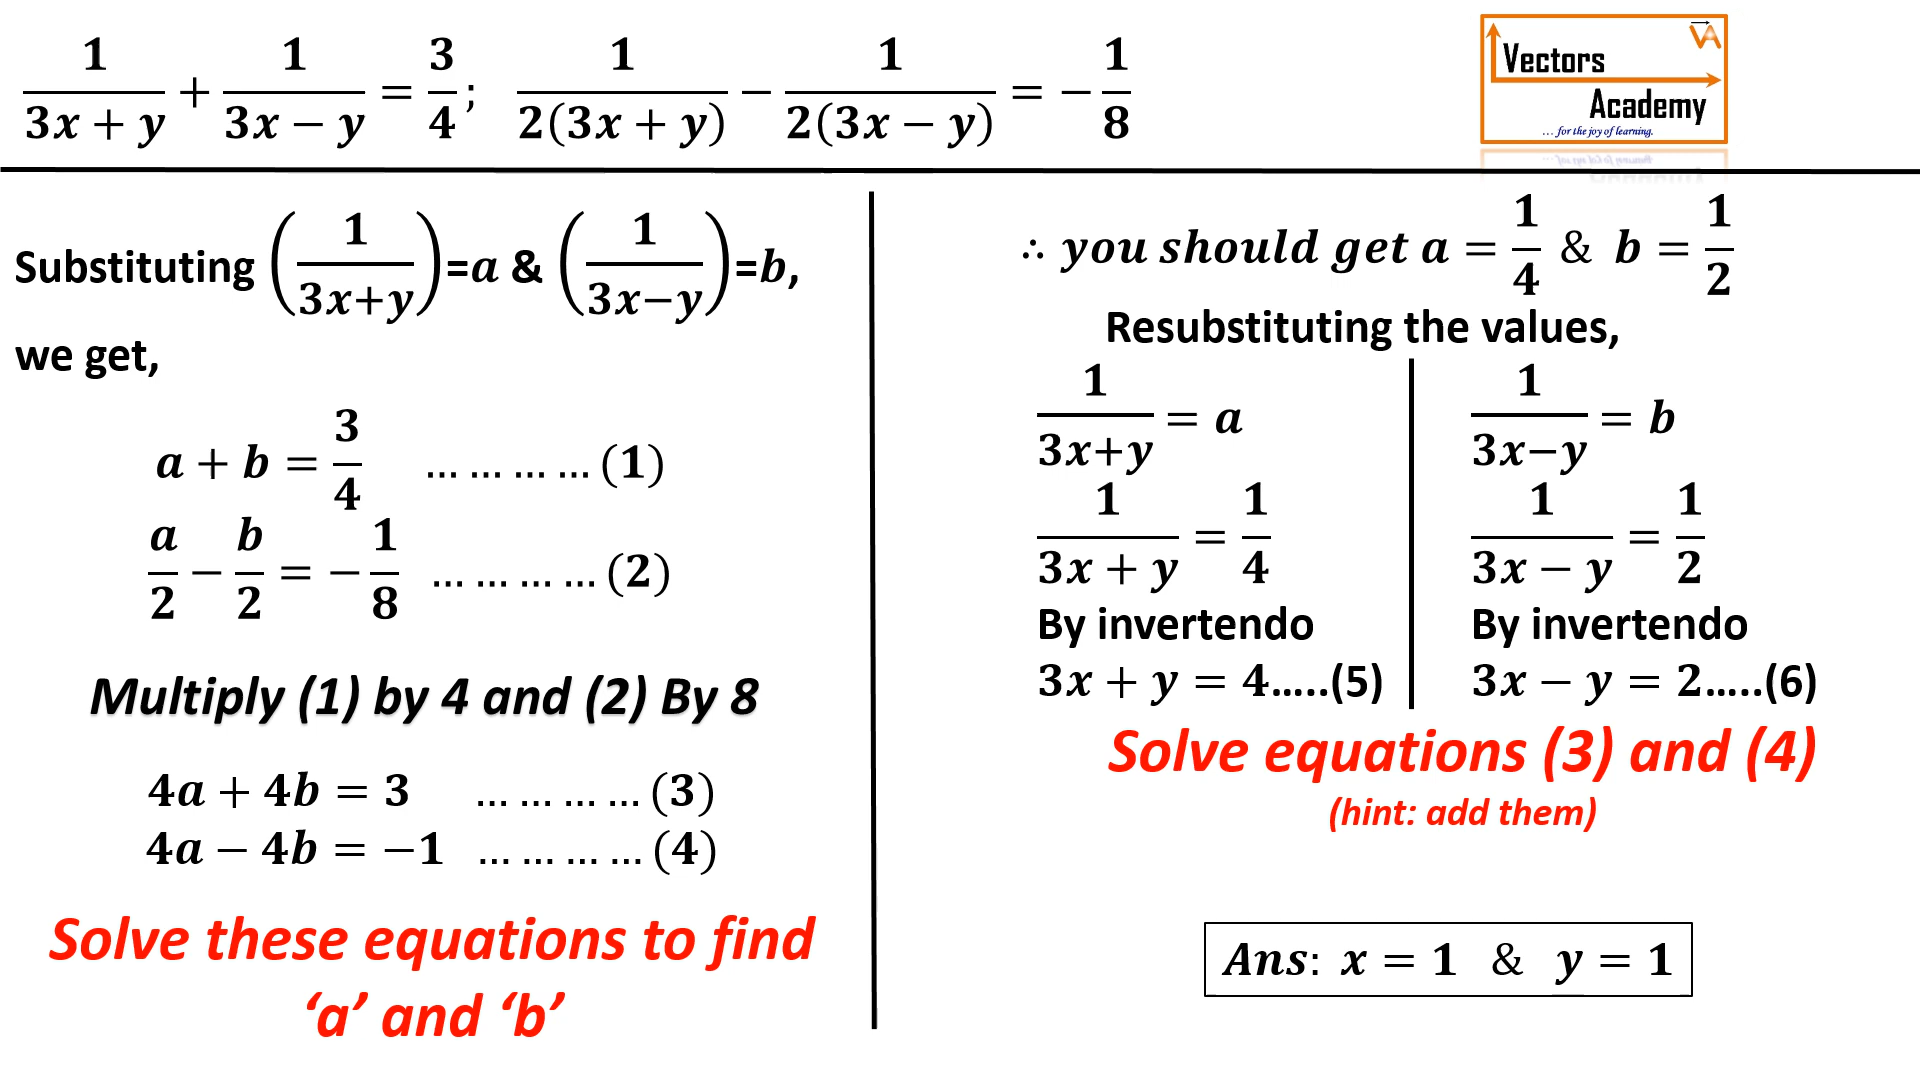 1/(3x + y) + 1/(3x − y) = 3/4; 1/(2(3x + y)) − 1/(2(3x − y)) = −1/8
Vectors
Academy
... for the joy of learning.
Substituting (1/(3x+y))=a & (1/(3x−y))=b,
we get,
a + b = 3/4 … … … … (1)
a/2 − b/2 = −1/8 … … … … (2)
Multiply (1) by 4 and (2) By 8
4a + 4b = 3 … … … … (3)
4a − 4b = −1 … … … … (4)
Solve these equations to find
‘a’ and ‘b’
∴ you should get a = 1/4 & b = 1/2
Resubstituting the values,
1/(3x+y) = a
1/(3x + y) = 1/4
By invertendo
3x + y = 4…..(5)
1/(3x−y) = b
1/(3x − y) = 1/2
By invertendo
3x − y = 2…..(6)
Solve equations (3) and (4)
(hint: add them)
Ans: x = 1 & y = 1